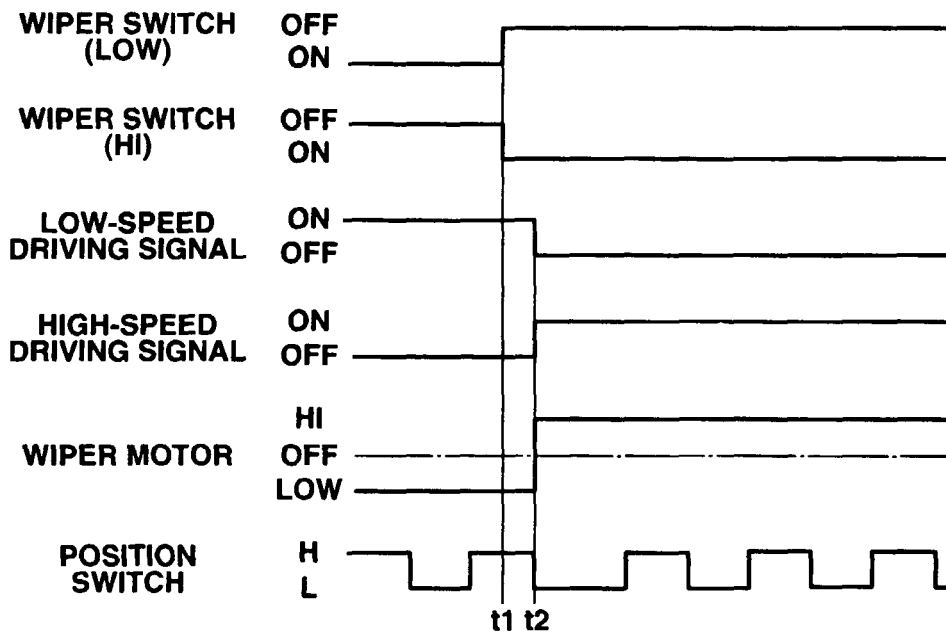 WIPER SWITCH
(LOW)
OFF
ON
WIPER SWITCH
(HI)
OFF
ON
LOW-SPEED
DRIVING SIGNAL
ON
OFF
HIGH-SPEED
DRIVING SIGNAL
ON
OFF
WIPER MOTOR
HI
OFF
LOW
POSITION
SWITCH
H
L
t1 t2